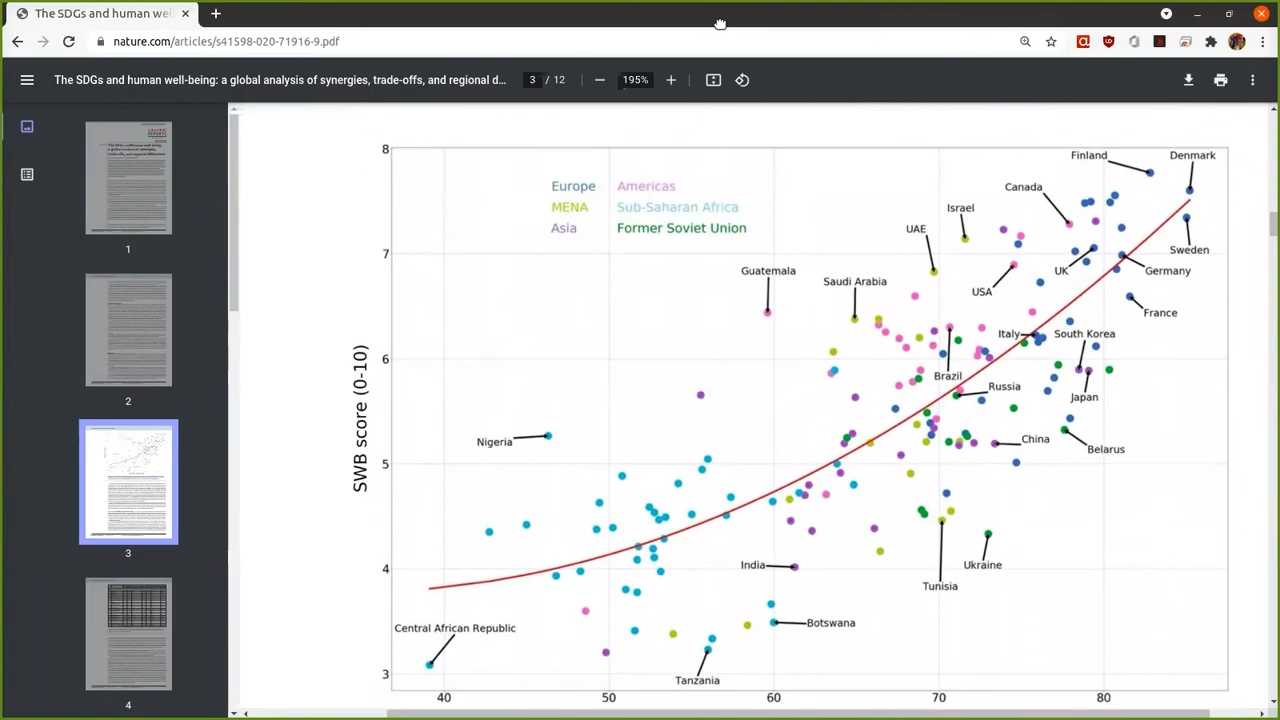 The SDGs and human wel
nature.com/articles/s41598-020-71916-9.pdf
The SDGs and human well-being: a global analysis of synergies, trade-offs, and regional d...
3 / 12
195%
1
2
3
4
SWB score (0-10)
8
7
6
5
4
3
40 50 60 70 80
Europe Americas
MENA Sub-Saharan Africa
Asia Former Soviet Union
Finland
Denmark
Canada
Israel
UAE
Sweden
UK
Germany
USA
Guatemala
Saudi Arabia
France
Italy
South Korea
Brazil
Russia
Japan
Nigeria
China
Belarus
India
Ukraine
Tunisia
Central African Republic
Botswana
Tanzania